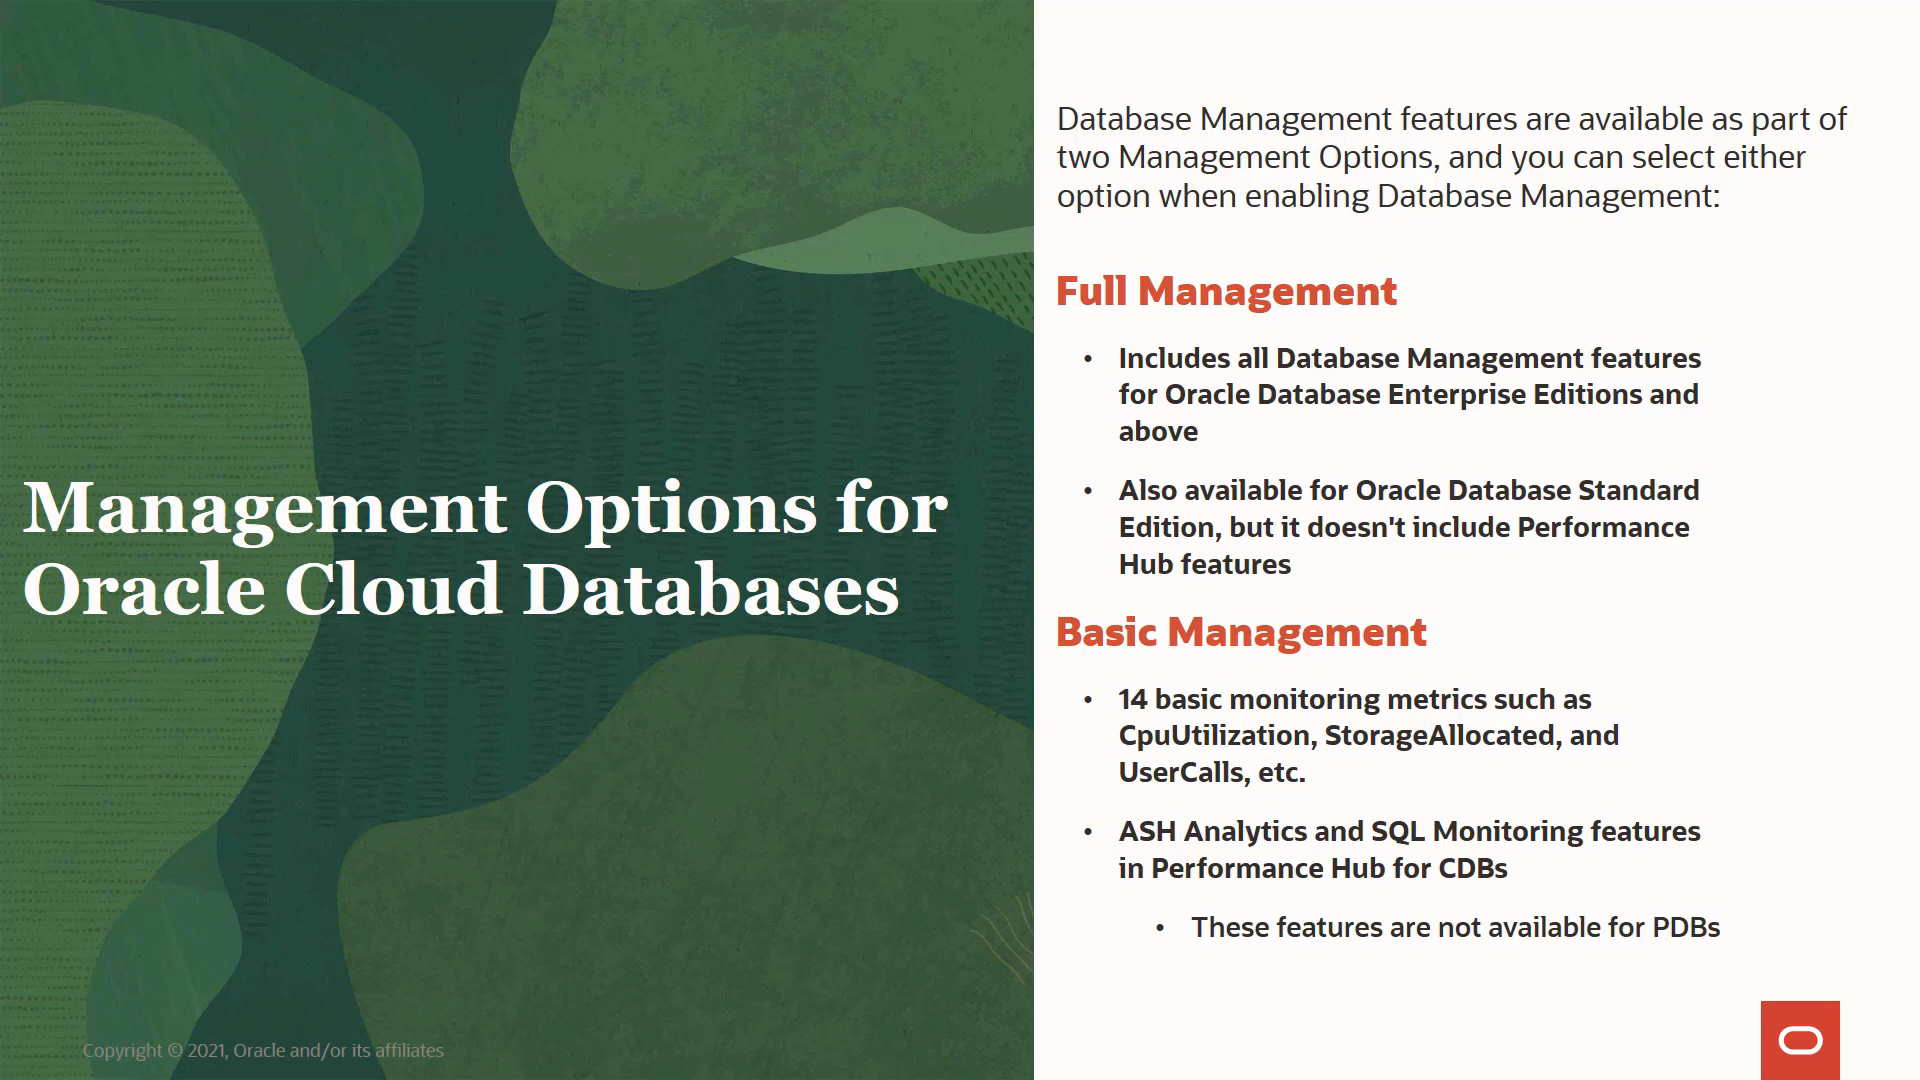 Management Options for
Oracle Cloud Databases
Copyright © 2021, Oracle and/or its affiliates
Database Management features are available as part of
two Management Options, and you can select either
option when enabling Database Management:
Full Management
• Includes all Database Management features
for Oracle Database Enterprise Editions and
above
• Also available for Oracle Database Standard
Edition, but it doesn't include Performance
Hub features
Basic Management
• 14 basic monitoring metrics such as
CpuUtilization, StorageAllocated, and
UserCalls, etc.
• ASH Analytics and SQL Monitoring features
in Performance Hub for CDBs
• These features are not available for PDBs